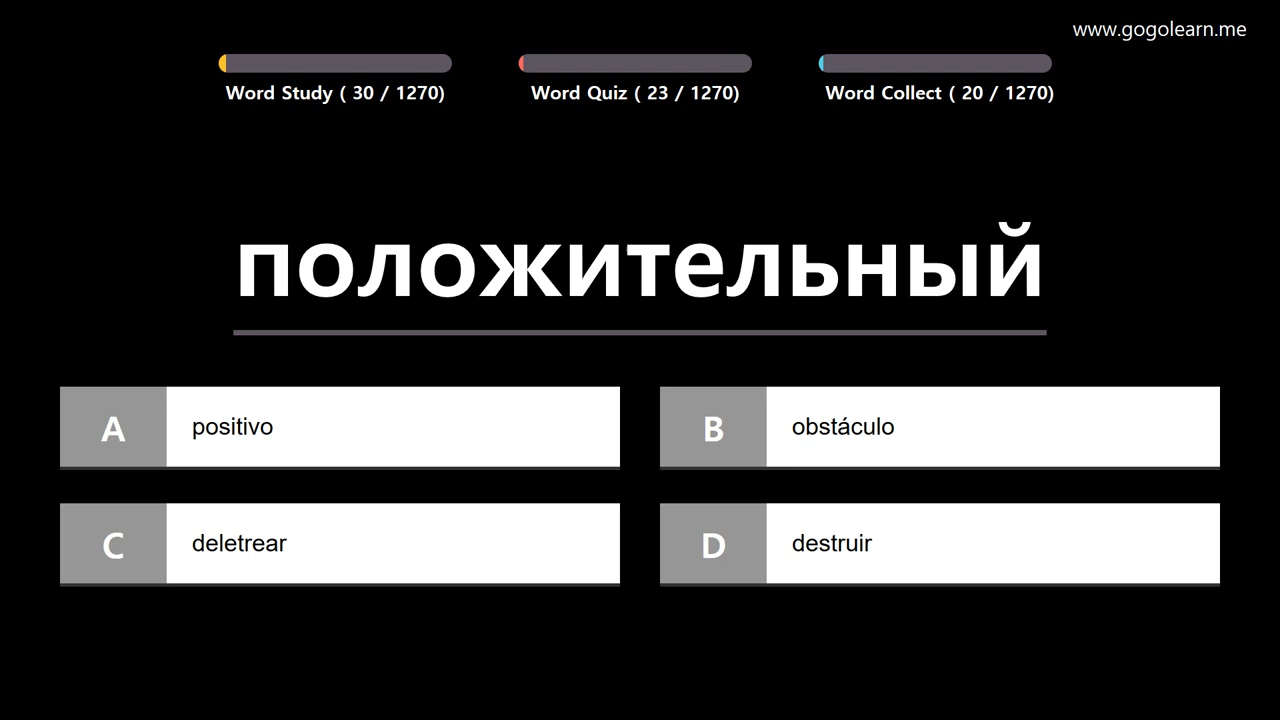 www.gogolearn.me
Word Study ( 30 / 1270)
Word Quiz ( 23 / 1270)
Word Collect ( 20 / 1270)
положительный
A positivo
B obstáculo
C deletrear
D destruir